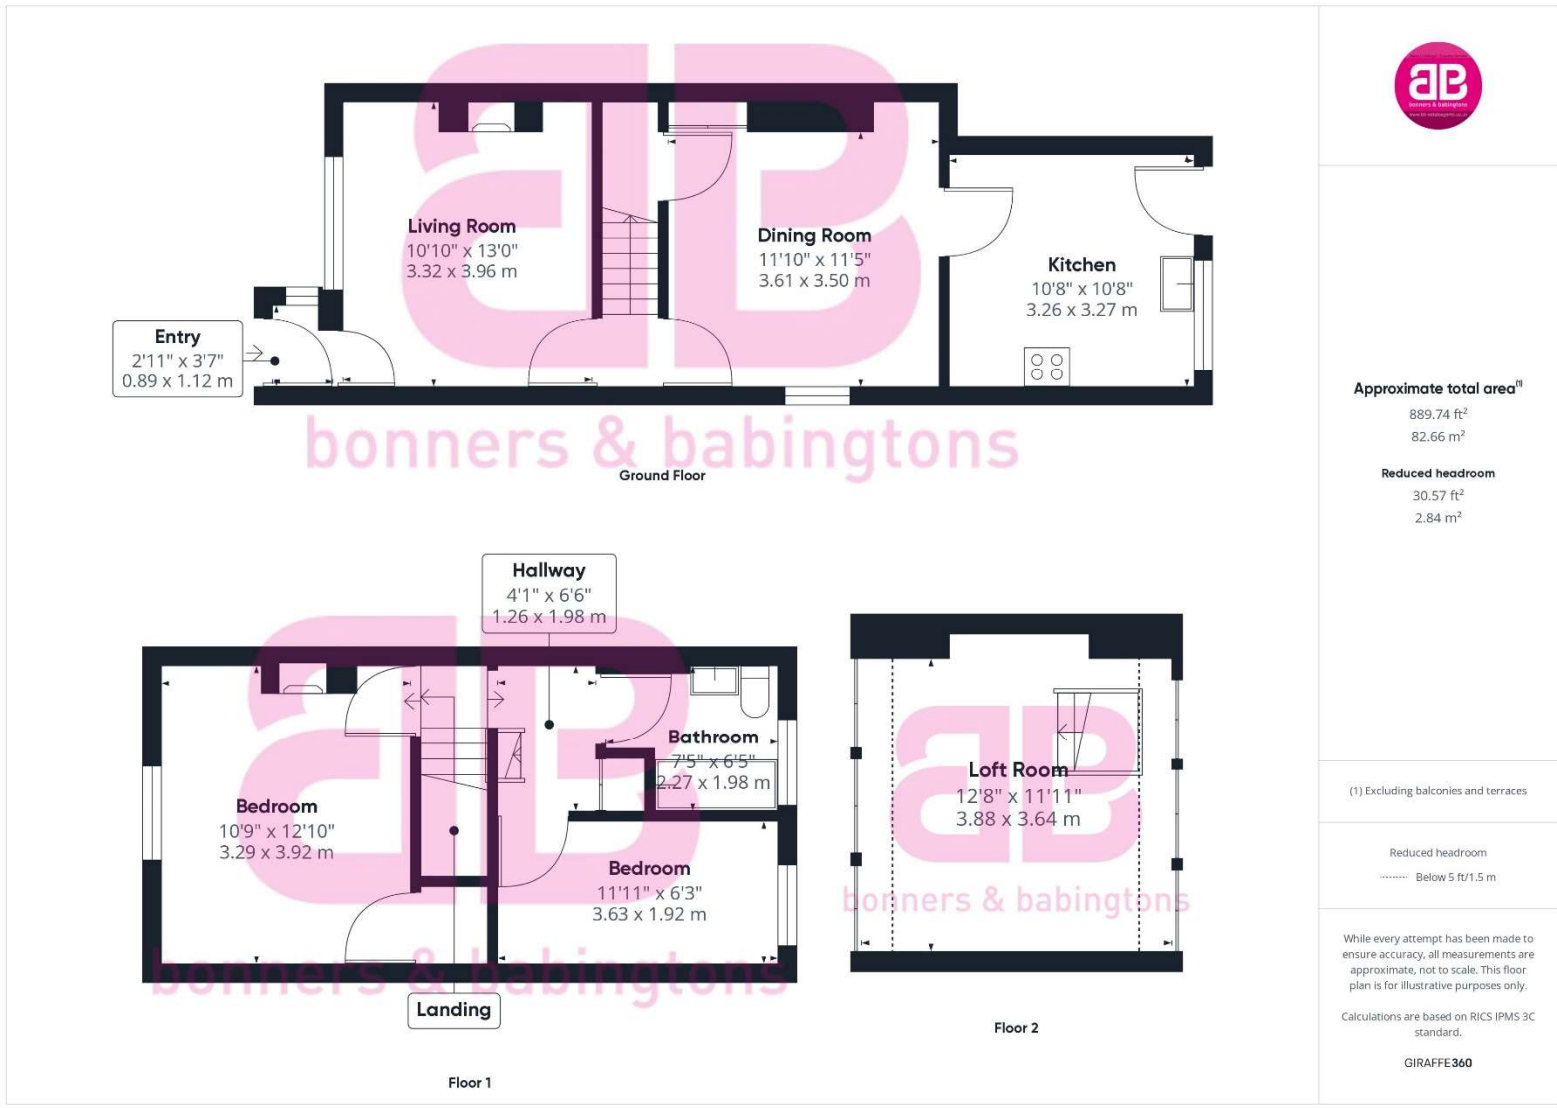 Living Room
10'10" x 13'0"
3.32 x 3.96 m
Dining Room
11'10" x 11'5"
3.61 x 3.50 m
Kitchen
10'8" x 10'8"
3.26 x 3.27 m
Entry
2'11" x 3'7"
0.89 x 1.12 m
bonners & babingtons
Ground Floor
Hallway
4'1" x 6'6"
1.26 x 1.98 m
Bathroom
7'5" x 6'5"
2.27 x 1.98 m
Bedroom
10'9" x 12'10"
3.29 x 3.92 m
Bedroom
11'11" x 6'3"
3.63 x 1.92 m
bonners & babingtons
Landing
Floor 1
Loft Room
12'8" x 11'11"
3.88 x 3.64 m
bonners & babingtons
Floor 2
bonners & babingtons
Approximate total area(1)
889.74 ft²
82.66 m²
Reduced headroom
30.57 ft²
2.84 m²
(1) Excluding balconies and terraces
Reduced headroom
Below 5 ft/1.5 m
While every attempt has been made to
ensure accuracy, all measurements are
approximate, not to scale. This floor
plan is for illustrative purposes only.
Calculations are based on RICS IPMS 3C
standard.
GIRAFFE360